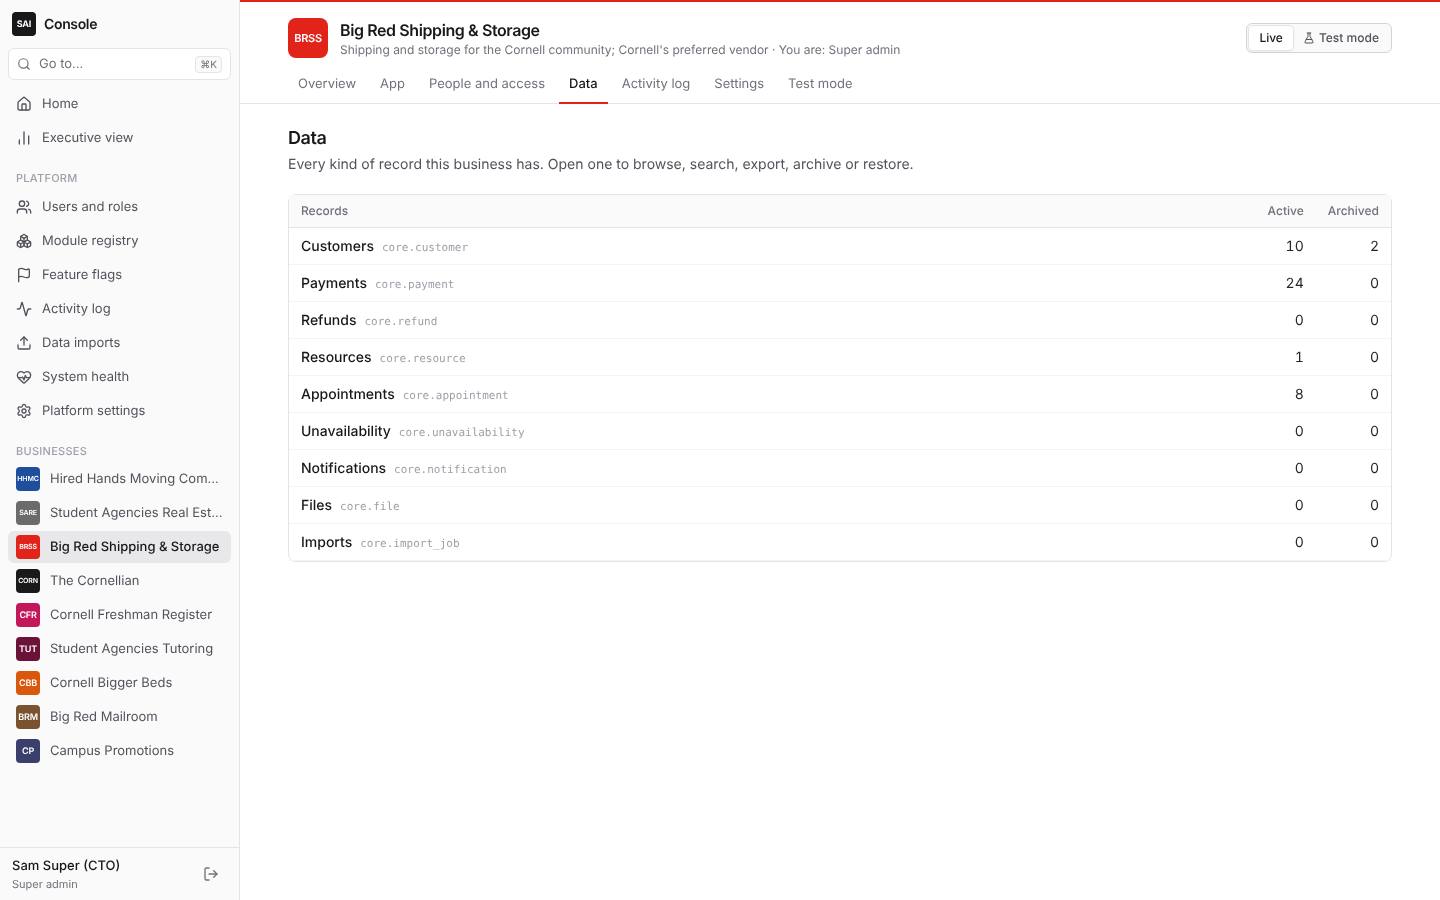 SAI Console
Go to... ⌘K
Home
Executive view
PLATFORM
Users and roles
Module registry
Feature flags
Activity log
Data imports
System health
Platform settings
BUSINESSES
HHMC Hired Hands Moving Com...
SARE Student Agencies Real Est...
BRSS Big Red Shipping & Storage
CORN The Cornellian
CFR Cornell Freshman Register
TUT Student Agencies Tutoring
CBB Cornell Bigger Beds
BRM Big Red Mailroom
CP Campus Promotions
Sam Super (CTO)
Super admin
BRSS Big Red Shipping & Storage
Shipping and storage for the Cornell community; Cornell's preferred vendor · You are: Super admin
Live Test mode
Overview App People and access Data Activity log Settings Test mode
Data
Every kind of record this business has. Open one to browse, search, export, archive or restore.
Records Active Archived
Customers core.customer 10 2
Payments core.payment 24 0
Refunds core.refund 0 0
Resources core.resource 1 0
Appointments core.appointment 8 0
Unavailability core.unavailability 0 0
Notifications core.notification 0 0
Files core.file 0 0
Imports core.import_job 0 0